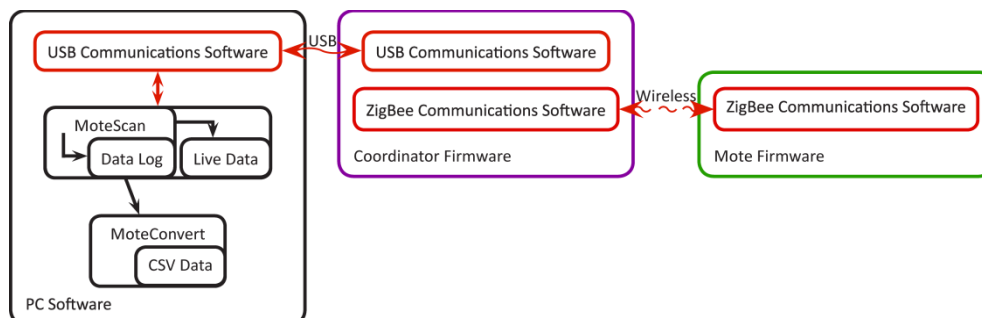 USB Communications Software
MoteScan
Data Log
Live Data
MoteConvert
CSV Data
PC Software
USB
USB Communications Software
ZigBee Communications Software
Coordinator Firmware
Wireless
ZigBee Communications Software
Mote Firmware